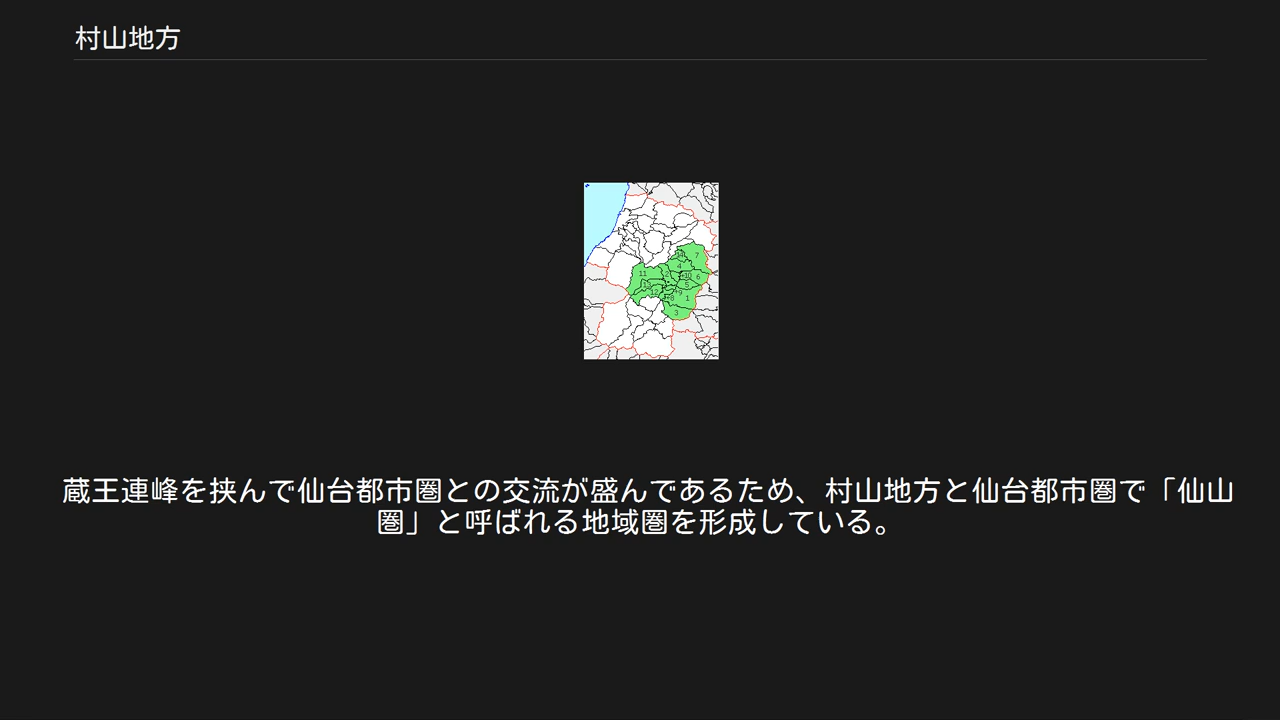 村山地方
蔵王連峰を挟んで仙台都市圏との交流が盛んであるため、村山地方と仙台都市圏で「仙山
圏」と呼ばれる地域圏を形成している。